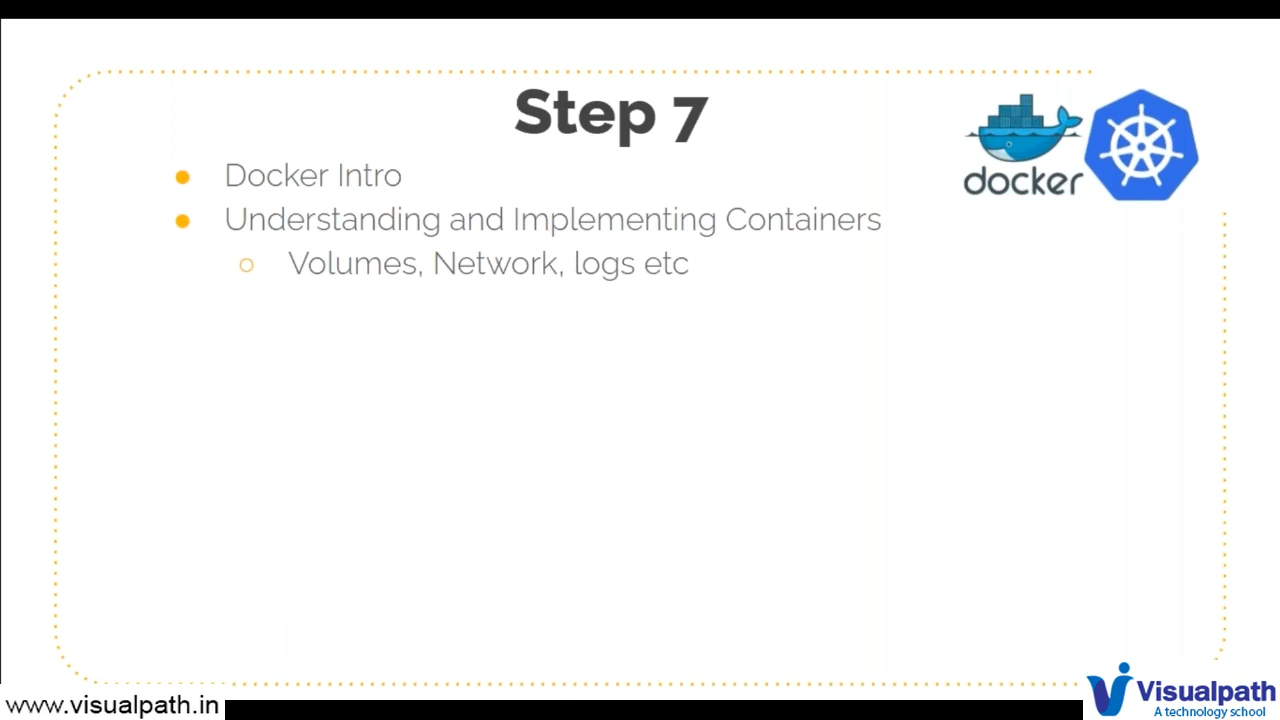 Step 7
docker
Docker Intro
Understanding and Implementing Containers
Volumes, Network, logs etc
www.visualpath.in
Visualpath
A technology school